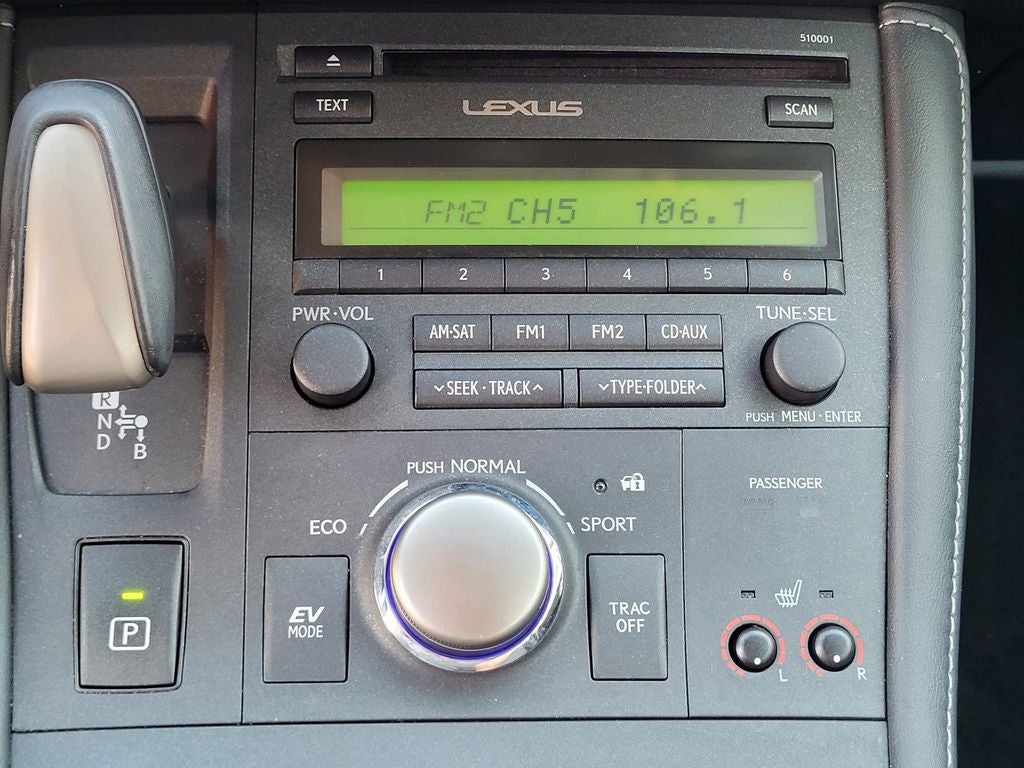 510001
TEXT
LEXUS
SCAN
FM2 CH5 106.1
1 2 3 4 5 6
PWR·VOL
TUNE·SEL
AM·SAT FM1 FM2 CD·AUX
SEEK·TRACK
TYPE·FOLDER
PUSH MENU·ENTER
R
N
D
B
PUSH NORMAL
ECO
SPORT
PASSENGER
P
EV
MODE
TRAC
OFF
L
R